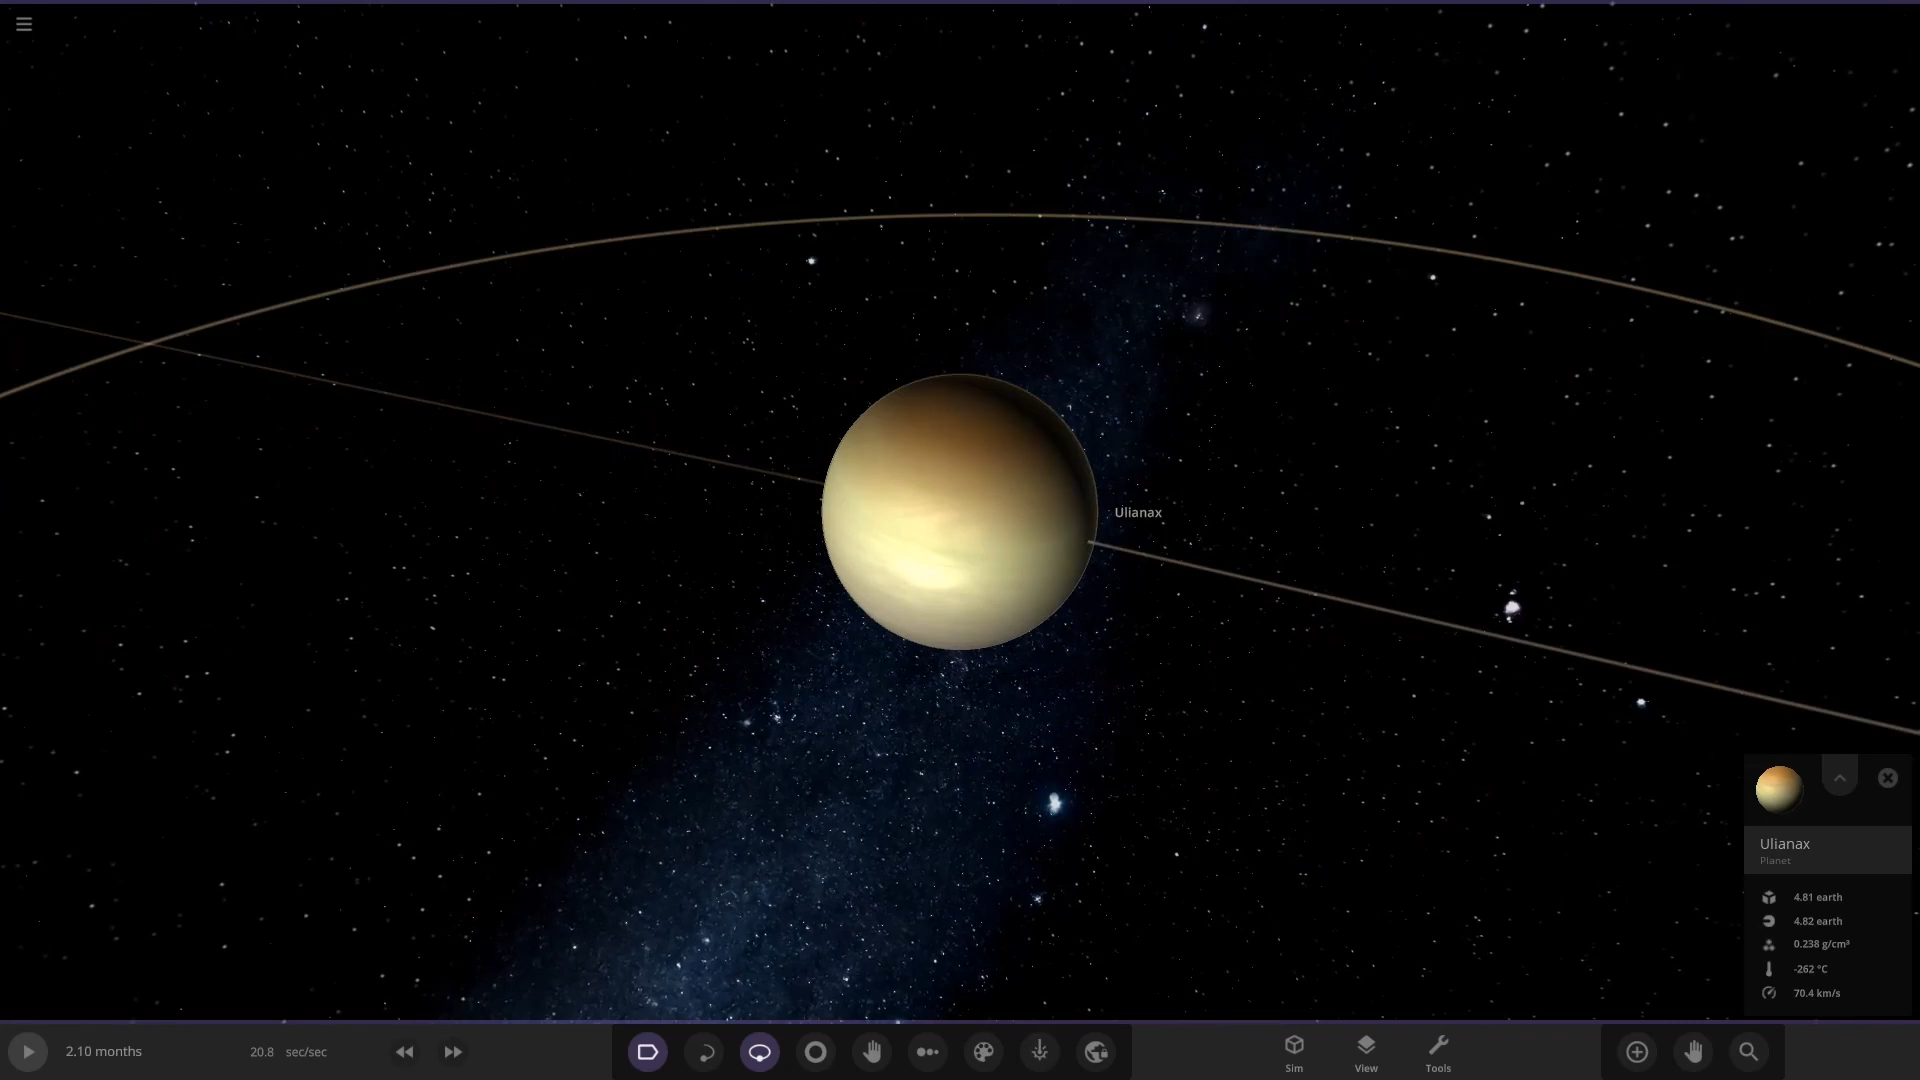 Ulianax
Ulianax
Planet
4.81 earth
4.82 earth
0.238 g/cm³
-262 °C
70.4 km/s
2.10 months
20.8 sec/sec
Sim
View
Tools